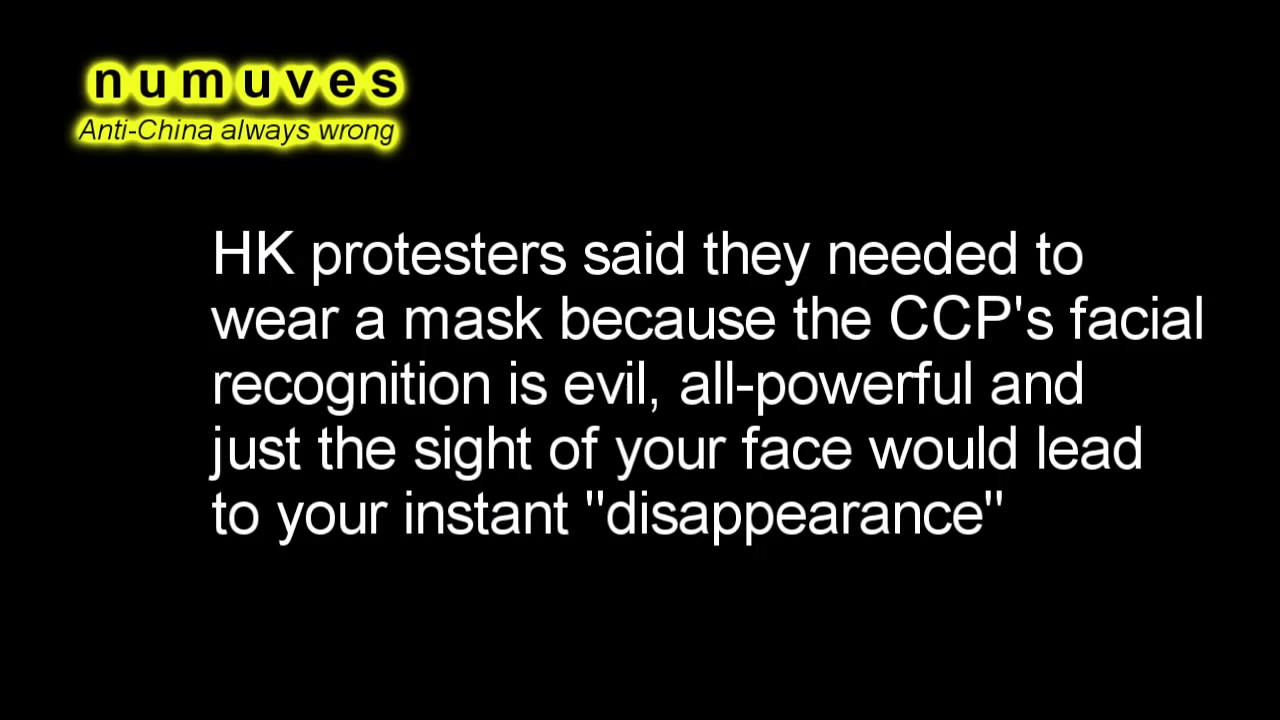 n u m u v e s
Anti-China always wrong
HK protesters said they needed to
wear a mask because the CCP's facial
recognition is evil, all-powerful and
just the sight of your face would lead
to your instant "disappearance"